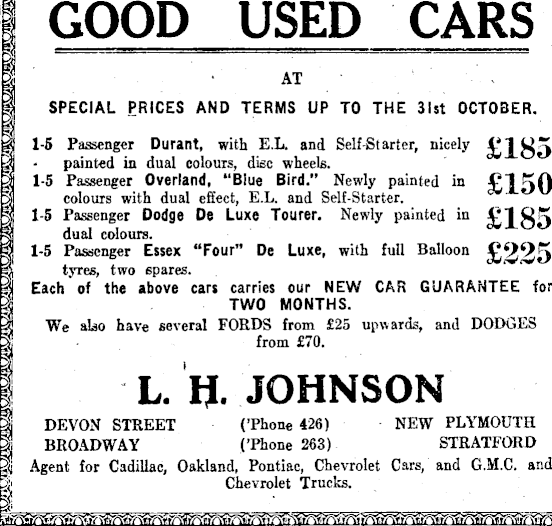 GOOD USED CARS
AT
SPECIAL PRICES AND TERMS UP TO THE 31st OCTOBER.
1-5 Passenger Durant, with E.L. and Self-Starter, nicely £185
painted in dual colours, disc wheels.
1-5 Passenger Overland, "Blue Bird." Newly painted in £150
colours with dual effect, E.L. and Self-Starter.
1-5 Passenger Dodge De Luxe Tourer. Newly painted in £185
dual colours.
1-5 Passenger Essex "Four" De Luxe, with full Balloon £225
tyres, two spares.
Each of the above cars carries our NEW CAR GUARANTEE for
TWO MONTHS.
We also have several FORDS from £25 upwards, and DODGES
from £70.
L. H. JOHNSON
DEVON STREET ('Phone 426) NEW PLYMOUTH
BROADWAY ('Phone 263) STRATFORD
Agent for Cadillac, Oakland, Pontiac, Chevrolet Cars, and G.M.C. and
Chevrolet Trucks.